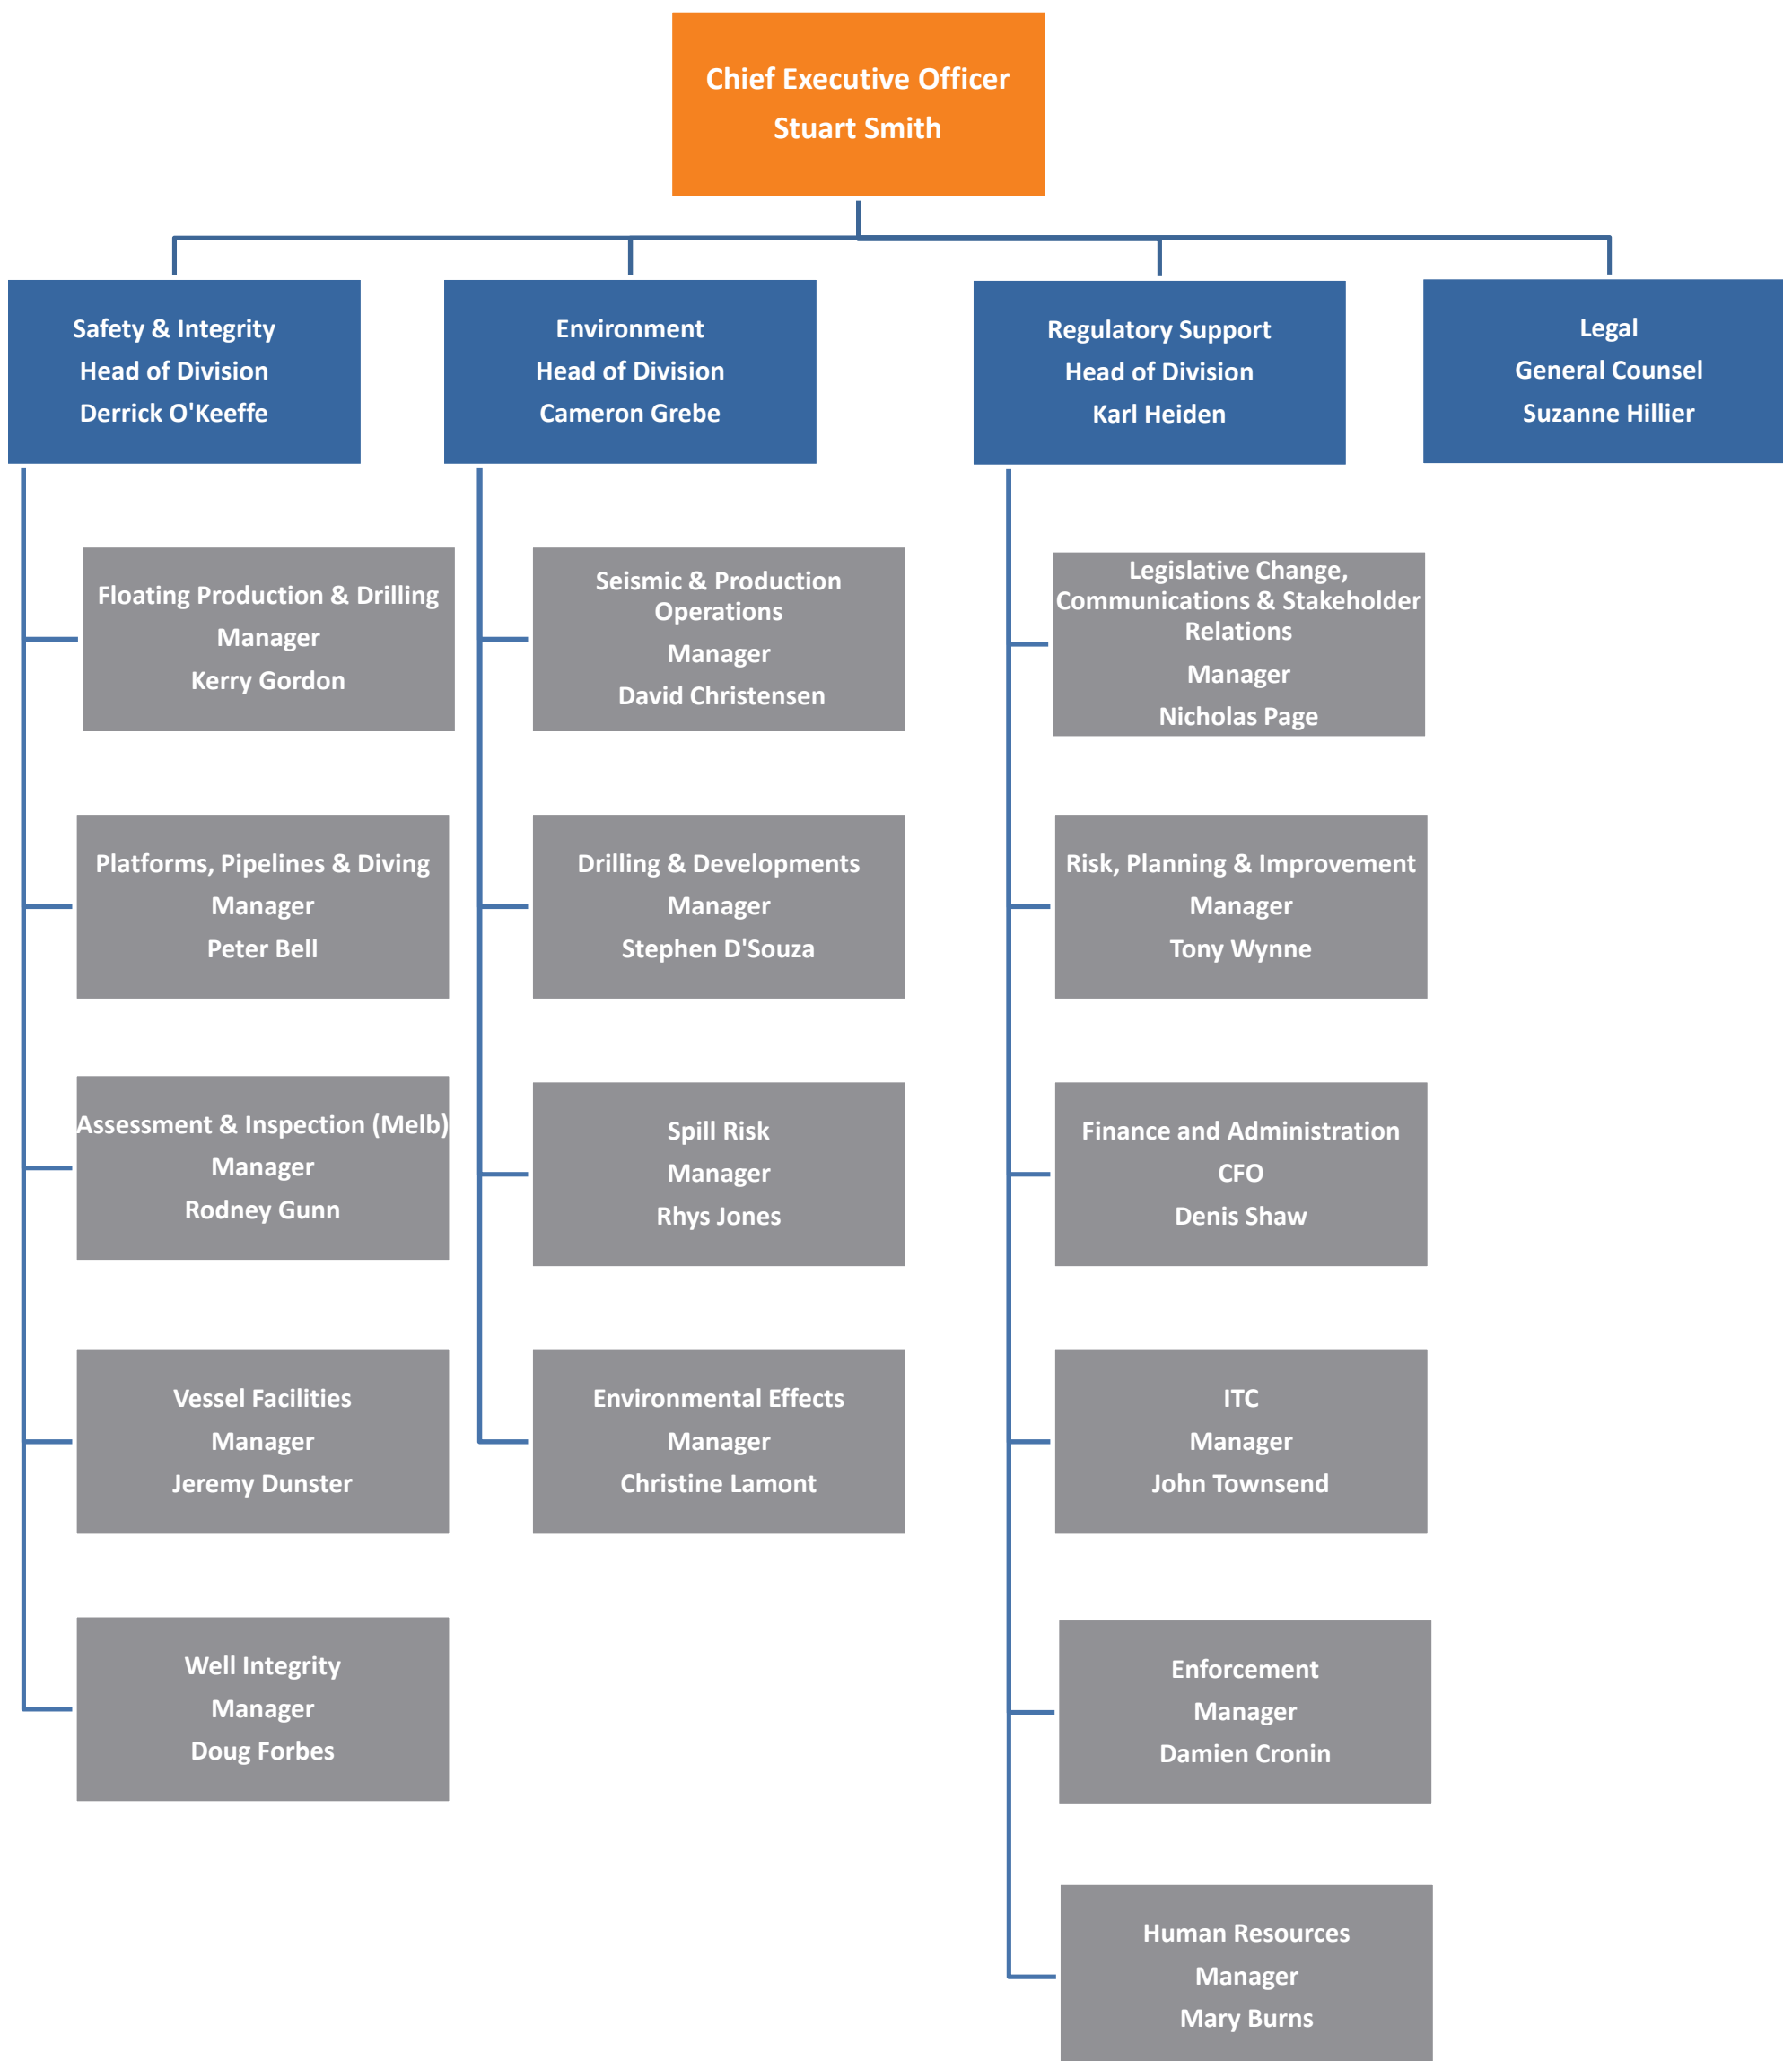 Chief Executive Officer
Stuart Smith
Safety & Integrity
Head of Division
Derrick O'Keeffe
Environment
Head of Division
Cameron Grebe
Regulatory Support
Head of Division
Karl Heiden
Legal
General Counsel
Suzanne Hillier
Floating Production & Drilling
Manager
Kerry Gordon
Platforms, Pipelines & Diving
Manager
Peter Bell
Assessment & Inspection (Melb)
Manager
Rodney Gunn
Vessel Facilities
Manager
Jeremy Dunster
Well Integrity
Manager
Doug Forbes
Seismic & Production
Operations
Manager
David Christensen
Drilling & Developments
Manager
Stephen D'Souza
Spill Risk
Manager
Rhys Jones
Environmental Effects
Manager
Christine Lamont
Legislative Change,
Communications & Stakeholder
Relations
Manager
Nicholas Page
Risk, Planning & Improvement
Manager
Tony Wynne
Finance and Administration
CFO
Denis Shaw
ITC
Manager
John Townsend
Enforcement
Manager
Damien Cronin
Human Resources
Manager
Mary Burns